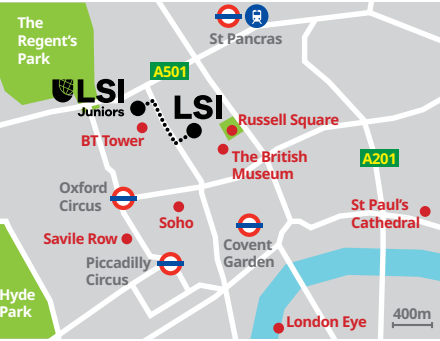 The
Regent's
Park
St Pancras
A501
LSI
Juniors
LSI
Russell Square
BT Tower
The British
Museum
A201
Oxford
Circus
Soho
St Paul's
Cathedral
Savile Row
Covent
Garden
Piccadilly
Circus
Hyde
Park
400m
London Eye